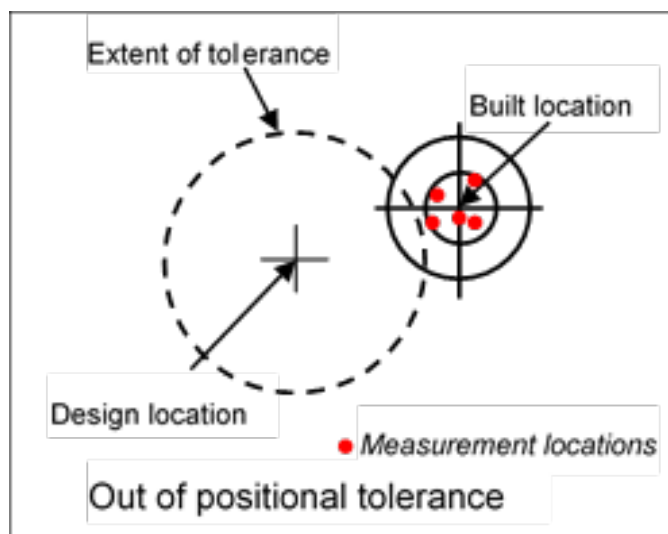 Extent of tolerance
Built location
Design location
Measurement locations
Out of positional tolerance